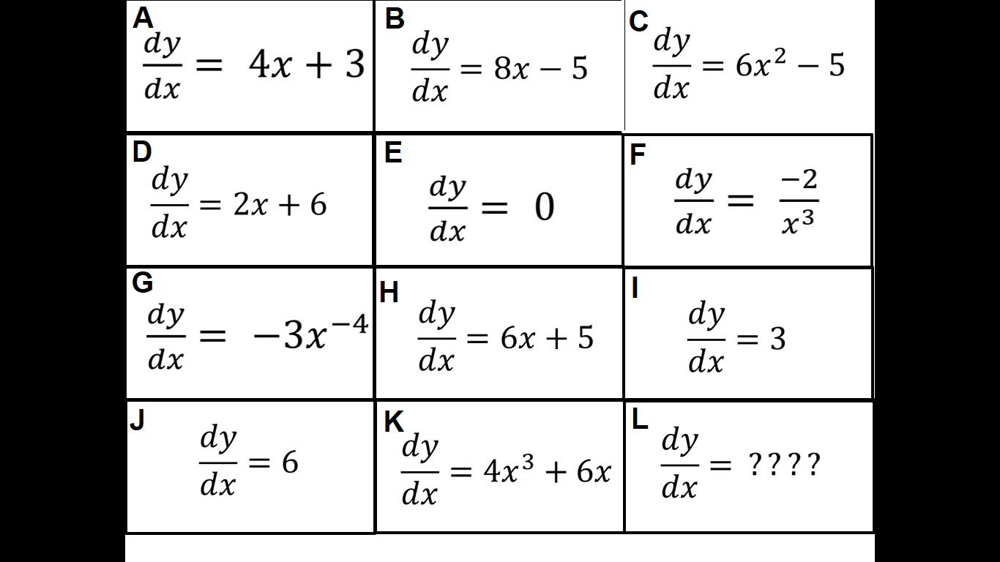 A
dy/dx = 4x + 3
B
dy/dx = 8x − 5
C
dy/dx = 6x² − 5
D
dy/dx = 2x + 6
E
dy/dx = 0
F
dy/dx = −2/x³
G
dy/dx = −3x⁻⁴
H
dy/dx = 6x + 5
I
dy/dx = 3
J
dy/dx = 6
K
dy/dx = 4x³ + 6x
L
dy/dx = ????